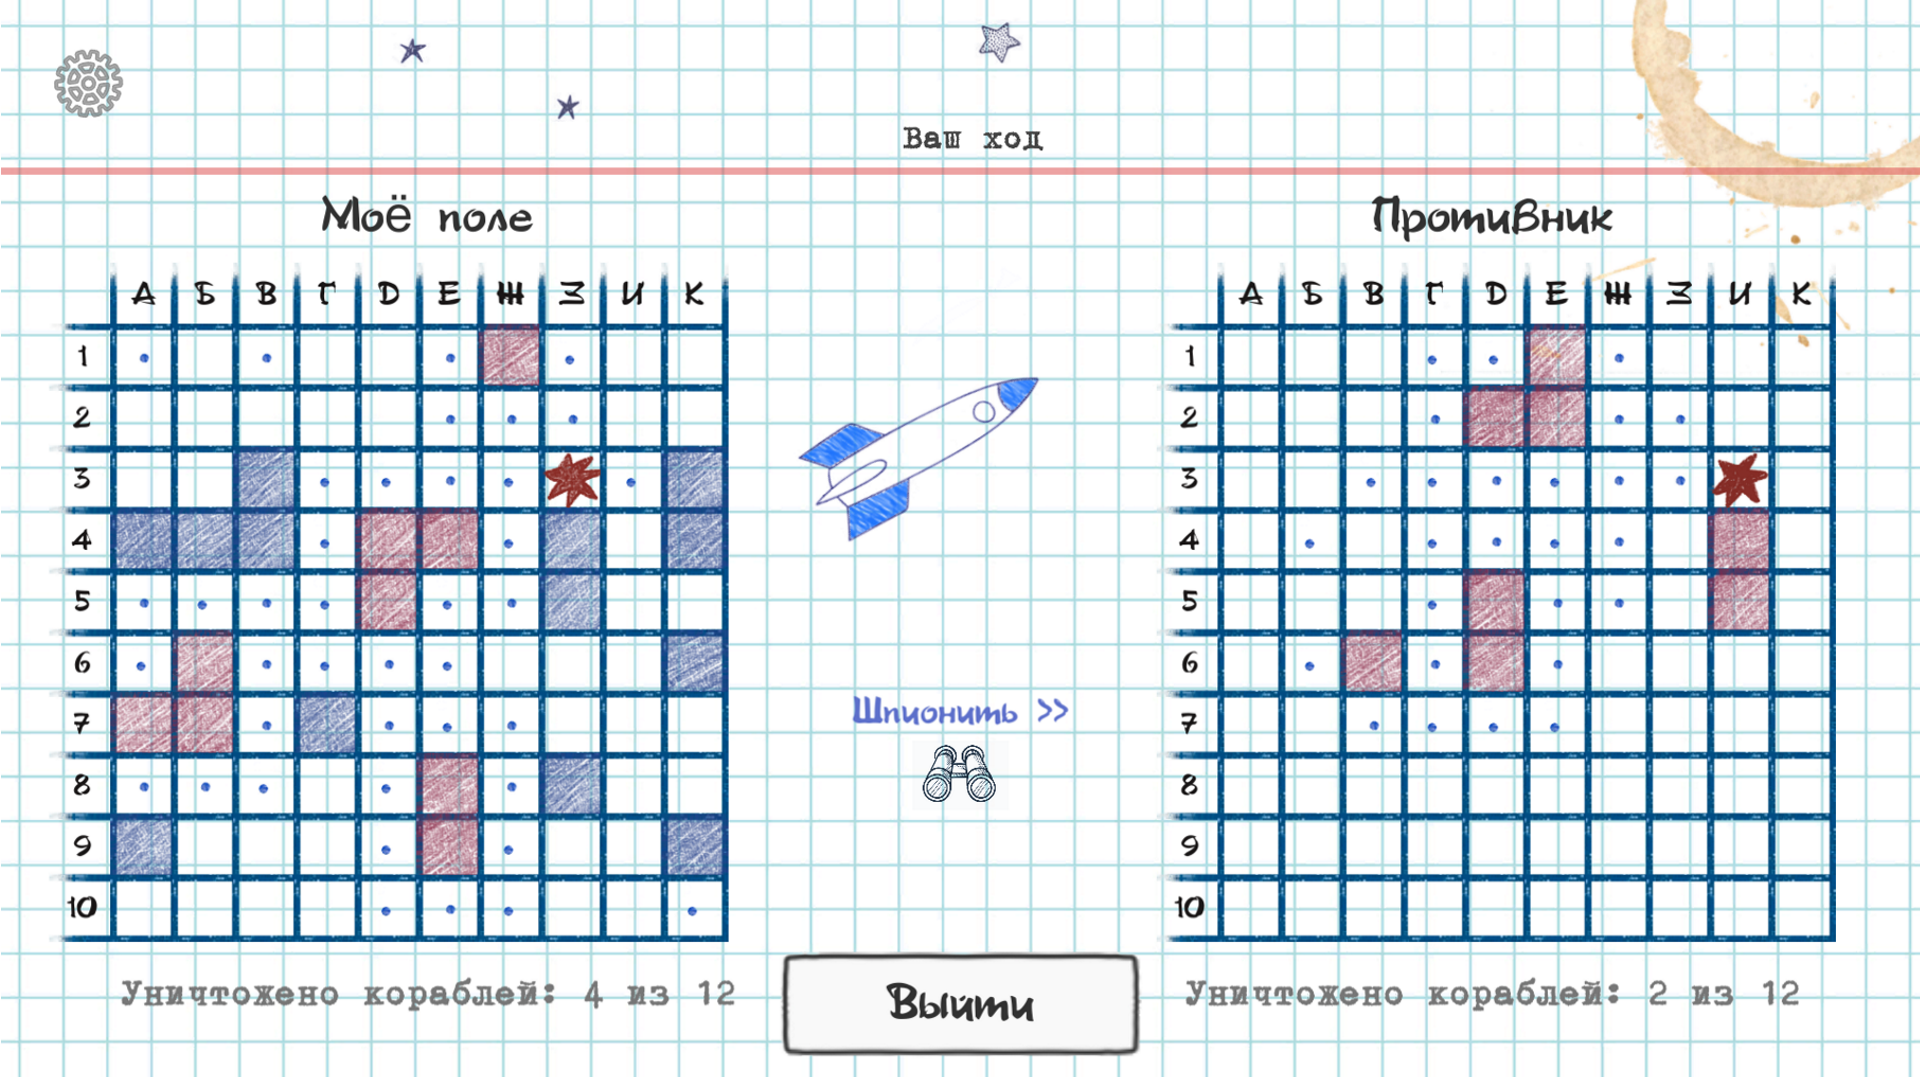 Ваш ход
Моё поле
Противник
А Б В Г D Е Ж З И К
1
2
3
4
5
6
7
8
9
10
А Б В Г D Е Ж З И К
1
2
3
4
5
6
7
8
9
10
Шпионить >>
Уничтожено кораблей: 4 из 12
Выйти
Уничтожено кораблей: 2 из 12